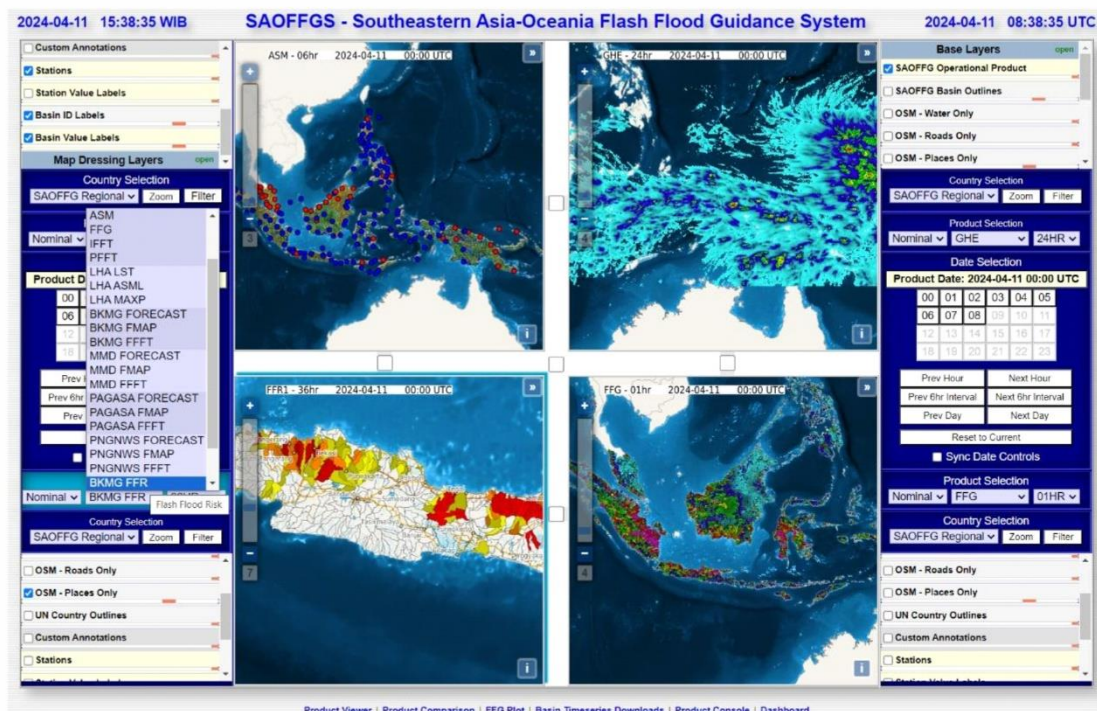 2024-04-11 15:38:35 WIB
SAOFFGS - Southeastern Asia-Oceania Flash Flood Guidance System
2024-04-11 08:38:35 UTC
Custom Annotations
Stations
Station Value Labels
Basin ID Labels
Basin Value Labels
Map Dressing Layers open
Country Selection
SAOFFG Regional Zoom Filter
Nominal
ASM
FFG
IFFT
PFFT
LHA LST
LHA ASML
LHA MAXP
BKMG FORECAST
BKMG FMAP
BKMG FFFT
MMD FORECAST
MMD FMAP
MMD FFFT
PAGASA FORECAST
PAGASA FMAP
PAGASA FFFT
PNGNWS FORECAST
PNGNWS FMAP
PNGNWS FFFT
BKMG FFR
Product D
00
06
12
18
Prev
Prev 6hr
Prev
Nominal BKMG FFR
Flash Flood Risk
Country Selection
SAOFFG Regional Zoom Filter
OSM - Roads Only
OSM - Places Only
UN Country Outlines
Custom Annotations
Stations
ASM - 06hr 2024-04-11 00:00 UTC
»
+
−
3
i
GHE - 24hr 2024-04-11 00:00 UTC
»
+
−
4
i
FFR1 - 36hr 2024-04-11 00:00 UTC
»
+
−
7
i
FFG - 01hr 2024-04-11 00:00 UTC
»
+
−
4
i
Base Layers open
SAOFFG Operational Product
SAOFFG Basin Outlines
OSM - Water Only
OSM - Roads Only
OSM - Places Only
Country Selection
SAOFFG Regional Zoom Filter
Product Selection
Nominal GHE 24HR
Date Selection
Product Date: 2024-04-11 00:00 UTC
00 01 02 03 04 05
06 07 08 09 10 11
12 13 14 15 16 17
18 19 20 21 22 23
Prev Hour Next Hour
Prev 6hr Interval Next 6hr Interval
Prev Day Next Day
Reset to Current
Sync Date Controls
Product Selection
Nominal FFG 01HR
Country Selection
SAOFFG Regional Zoom Filter
OSM - Roads Only
OSM - Places Only
UN Country Outlines
Custom Annotations
Stations
Station Value Labels
Product Viewer | Product Comparison | FFG Plot | Basin Timeseries Downloads | Product Console | Dashboard